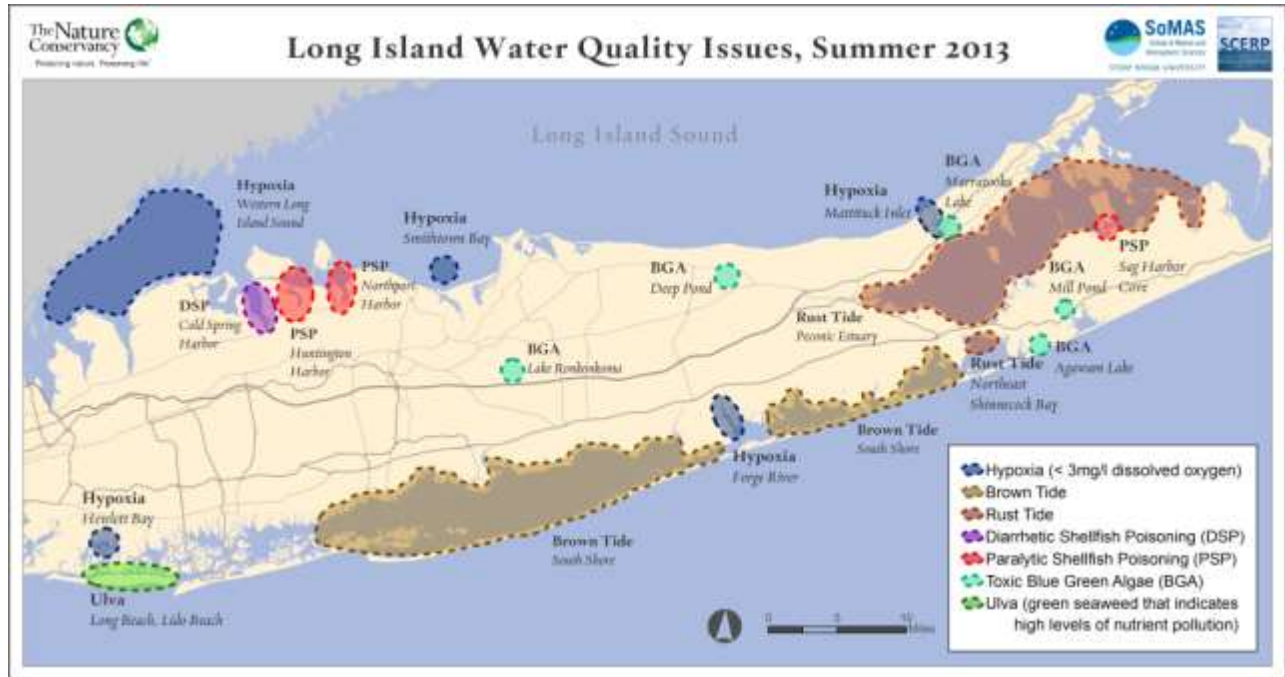 The Nature
Conservancy
Protecting nature. Preserving life.
Long Island Water Quality Issues, Summer 2013
SoMAS
STONY BROOK UNIVERSITY
SCERP
Long Island Sound
Hypoxia
Western Long
Island Sound
Hypoxia
Smithtown Bay
PSP
Northport
Harbor
DSP
Cold Spring
Harbor
PSP
Huntington
Harbor
BGA
Lake Ronkonkoma
BGA
Deep Pond
Hypoxia
Mattituck Inlet
BGA
Marratooka
Lake
PSP
Sag Harbor
Cove
BGA
Mill Pond
Rust Tide
Peconic Estuary
BGA
Agawam Lake
Rust Tide
Northeast
Shinnecock Bay
Brown Tide
South Shore
Hypoxia
Forge River
Brown Tide
South Shore
Hypoxia
Hewlett Bay
Ulva
Long Beach, Lido Beach
0 5 10
Miles
Hypoxia (< 3mg/l dissolved oxygen)
Brown Tide
Rust Tide
Diarrhetic Shellfish Poisoning (DSP)
Paralytic Shellfish Poisoning (PSP)
Toxic Blue Green Algae (BGA)
Ulva (green seaweed that indicates
high levels of nutrient pollution)